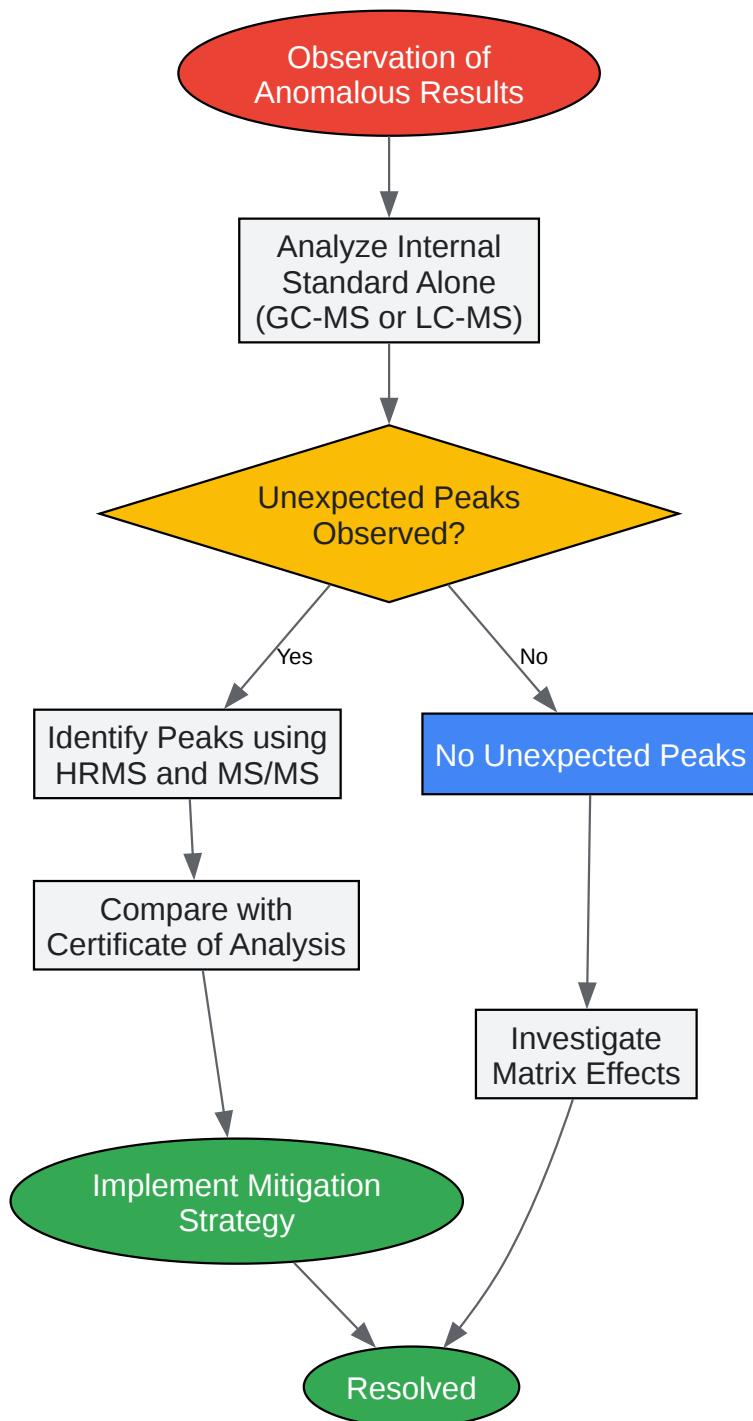 Observation of
Anomalous Results
Analyze Internal
Standard Alone
(GC-MS or LC-MS)
Unexpected Peaks
Observed?
Yes
No
Identify Peaks using
HRMS and MS/MS
No Unexpected Peaks
Compare with
Certificate of Analysis
Investigate
Matrix Effects
Implement Mitigation
Strategy
Resolved